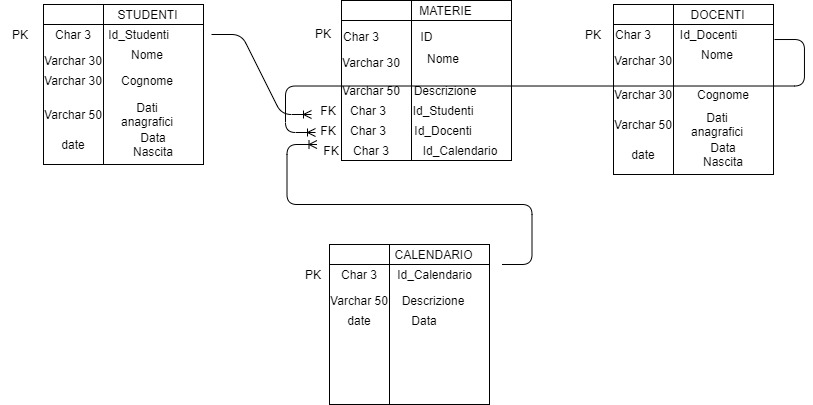 STUDENTI
PK Char 3 Id_Studenti
Varchar 30 Nome
Varchar 30 Cognome
Varchar 50 Dati
anagrafici
date Data
Nascita
MATERIE
PK Char 3 ID
Varchar 30 Nome
Varchar 50 Descrizione
FK Char 3 Id_Studenti
FK Char 3 Id_Docenti
FK Char 3 Id_Calendario
DOCENTI
PK Char 3 Id_Docenti
Varchar 30 Nome
Varchar 30 Cognome
Varchar 50 Dati
anagrafici
date Data
Nascita
CALENDARIO
PK Char 3 Id_Calendario
Varchar 50 Descrizione
date Data